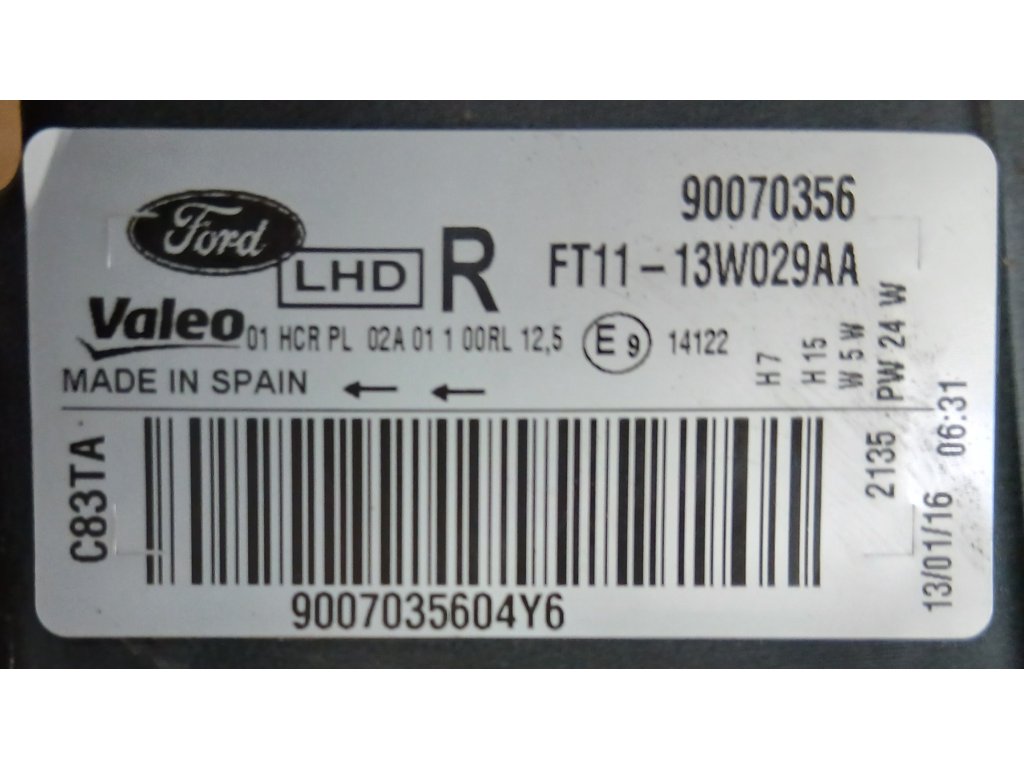 90070356
Ford
LHD
R
FT11-13W029AA
Valeo
01 HCR PL 02A 01 1 00RL 12,5
E 9
14122
MADE IN SPAIN
H 7
H 15
W 5 W
PW 24 W
C83TA
2135
13/01/16 06:31
9007035604Y6